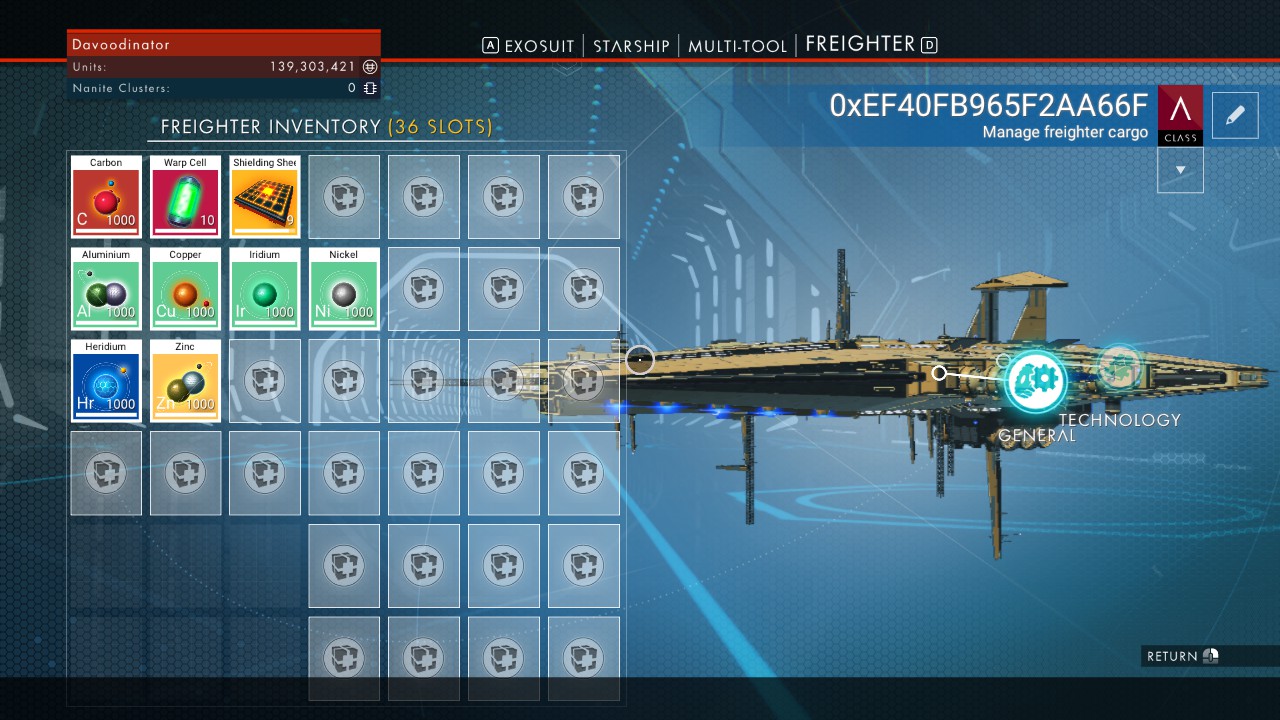 Davoodinator
Units: 139,303,421
Nanite Clusters: 0
A EXOSUIT STARSHIP MULTI-TOOL FREIGHTER D
0xEF40FB965F2AA66F
Manage freighter cargo
CLASS
FREIGHTER INVENTORY (36 SLOTS)
Carbon Warp Cell Shielding Shee
C 1000 10 9
Aluminium Copper Iridium Nickel
Al 1000 Cu 1000 Ir 1000 Ni 1000
Heridium Zinc
Hr 1000 Zn 1000
TECHNOLOGY
GENERAL
RETURN